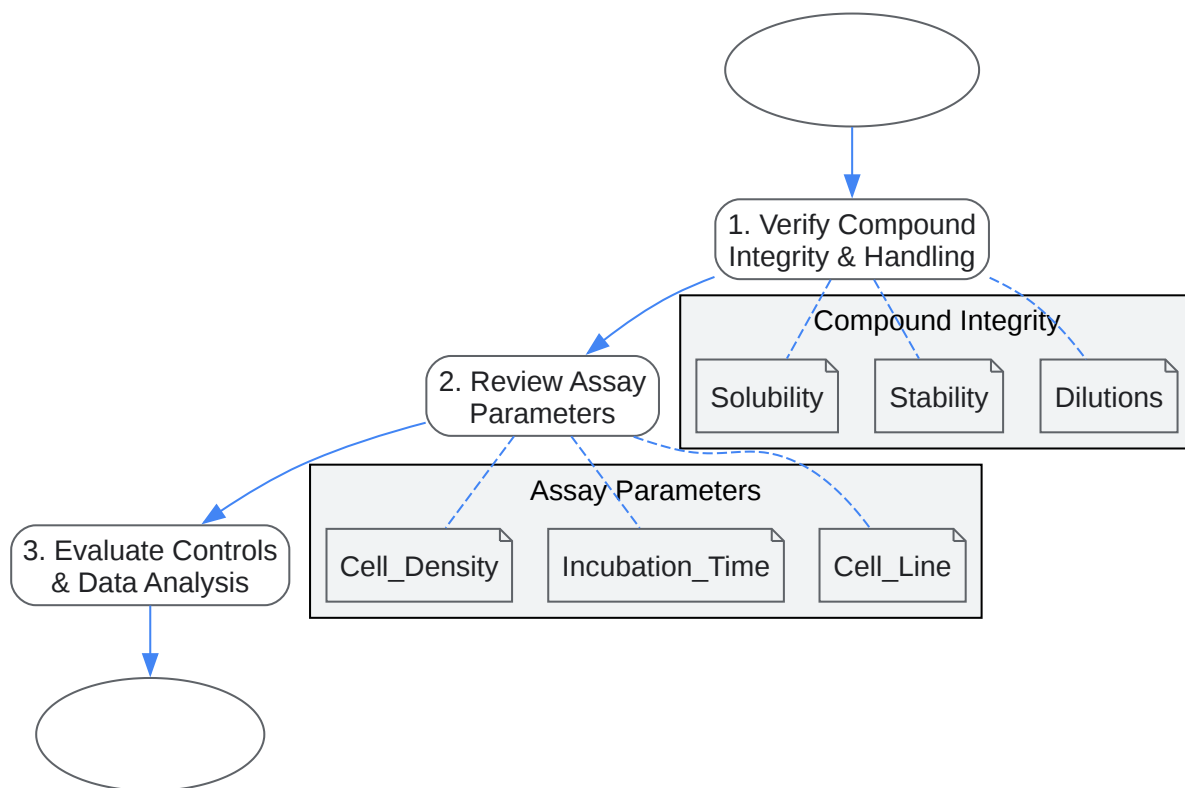 1. Verify Compound
Integrity & Handling
Compound Integrity
Solubility
Stability
Dilutions
2. Review Assay
Parameters
Assay Parameters
Cell_Density
Incubation_Time
Cell_Line
3. Evaluate Controls
& Data Analysis